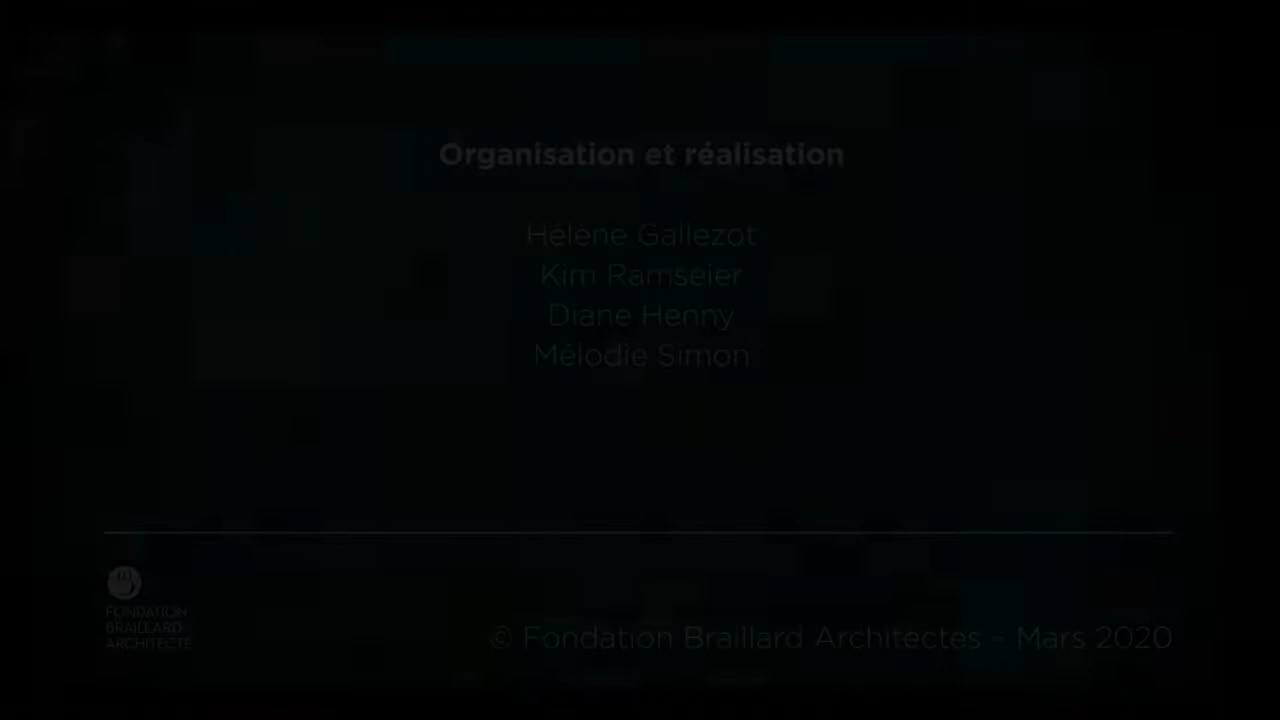 Organisation et réalisation
Hélène Gallezot
Kim Ramseier
Diane Henny
Mélodie Simon
FONDATION
BRAILLARD
ARCHITECTE
© Fondation Braillard Architectes - Mars 2020